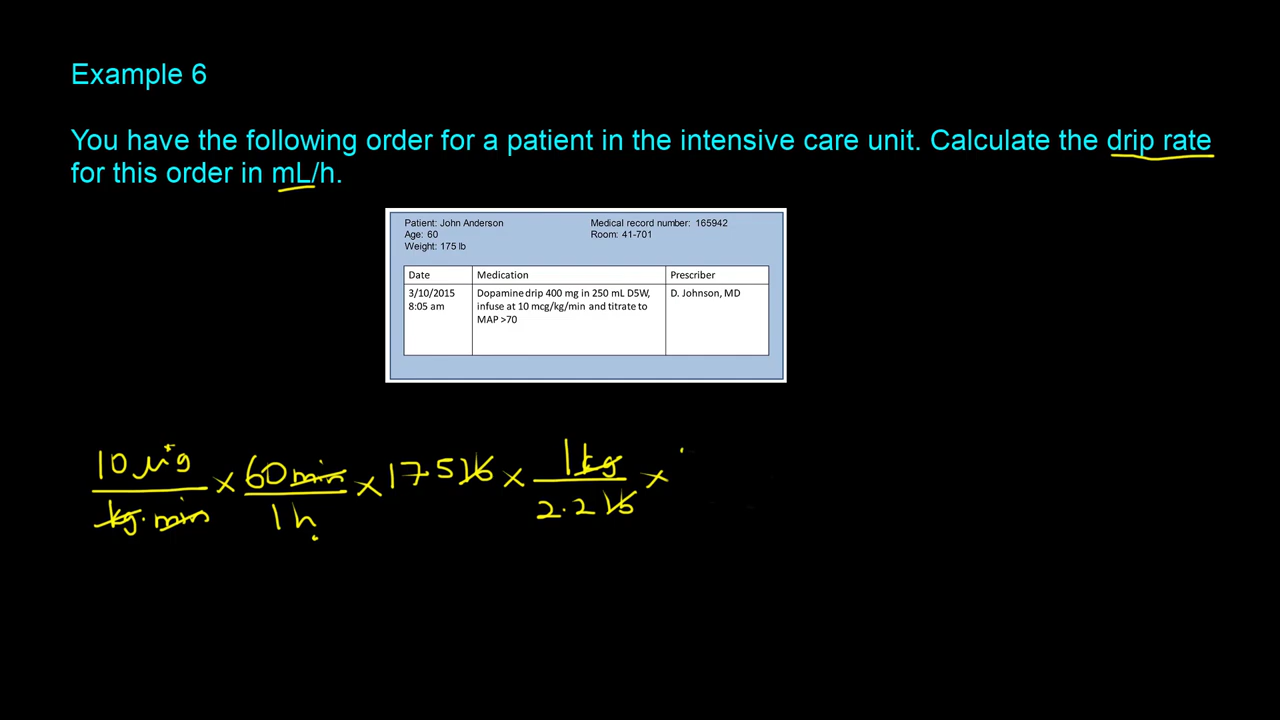 Example 6
You have the following order for a patient in the intensive care unit. Calculate the drip rate
for this order in mL/h.
Patient: John Anderson Medical record number: 165942
Age: 60 Room: 41-701
Weight: 175 lb
Date Medication Prescriber
3/10/2015 Dopamine drip 400 mg in 250 mL D5W, D. Johnson, MD
8:05 am infuse at 10 mcg/kg/min and titrate to
MAP >70
10 μg / kg·min × 60 min / 1 h × 175 lb × 1 kg / 2.2 lb ×